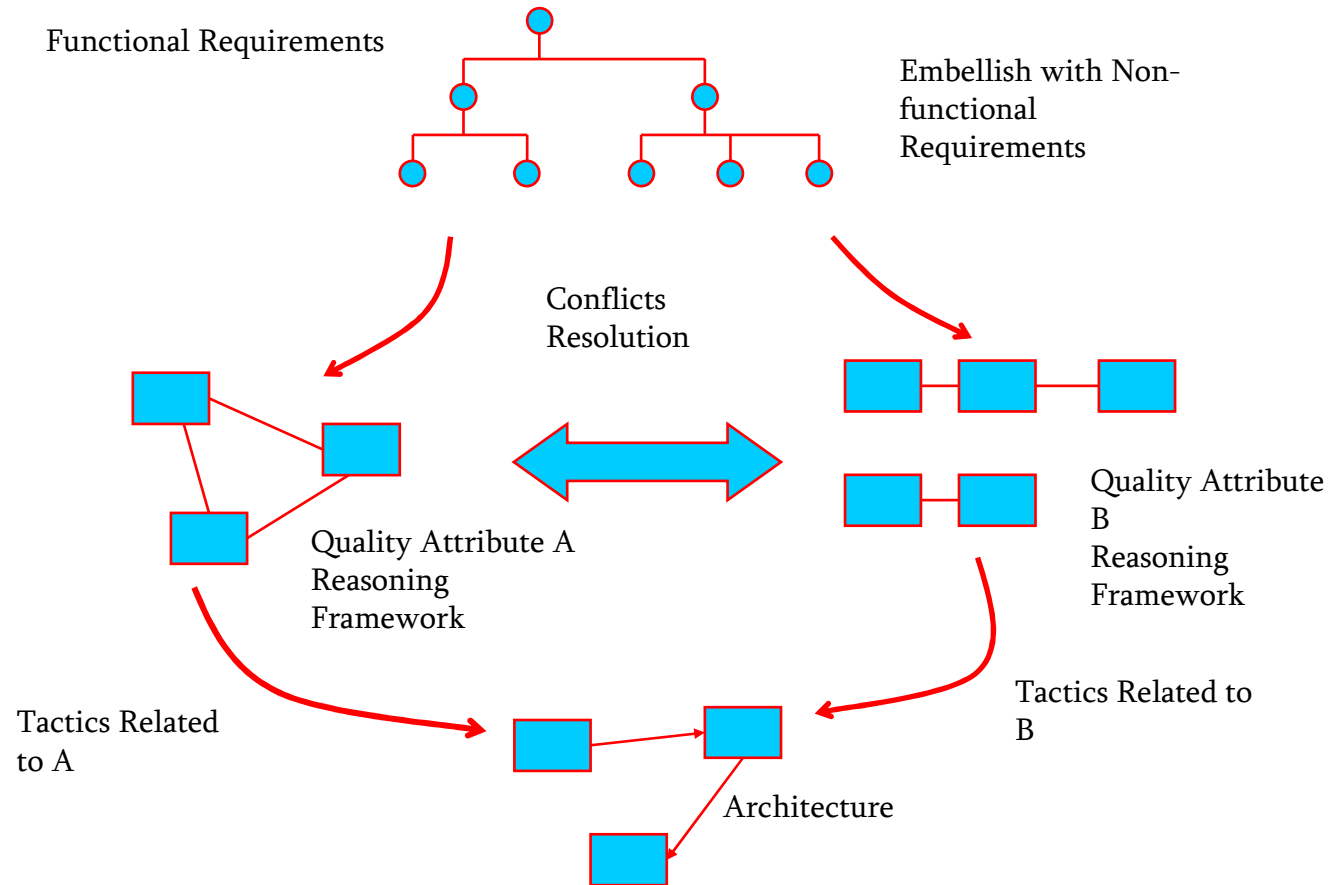 Functional Requirements
Embellish with Non-
functional
Requirements
Conflicts
Resolution
Quality Attribute A
Reasoning
Framework
Quality Attribute
B
Reasoning
Framework
Tactics Related
to A
Tactics Related to
B
Architecture